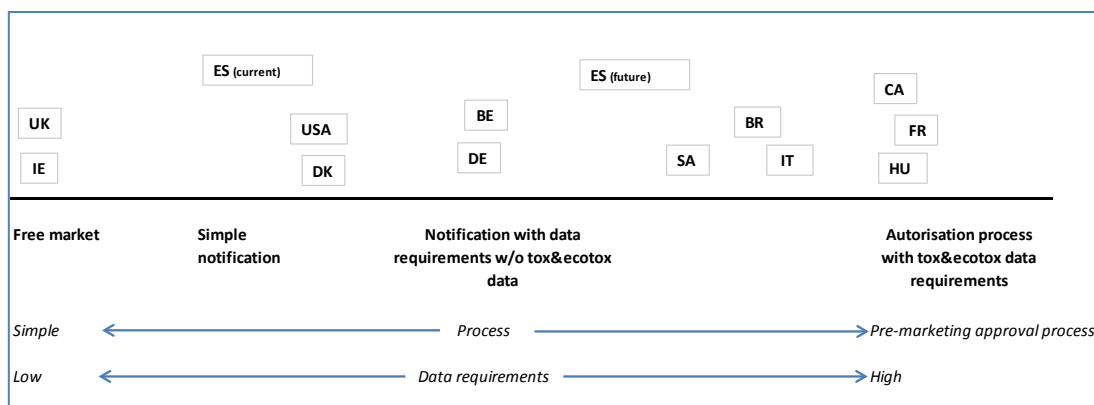 ES (current)
ES (future)
CA
UK
USA
BE
BR
FR
IE
DK
DE
SA
IT
HU
Free market
Simple
notification
Notification with data
requirements w/o tox&ecotox
data
Autorisation process
with tox&ecotox data
requirements
Simple
Process
Pre-marketing approval process
Low
Data requirements
High